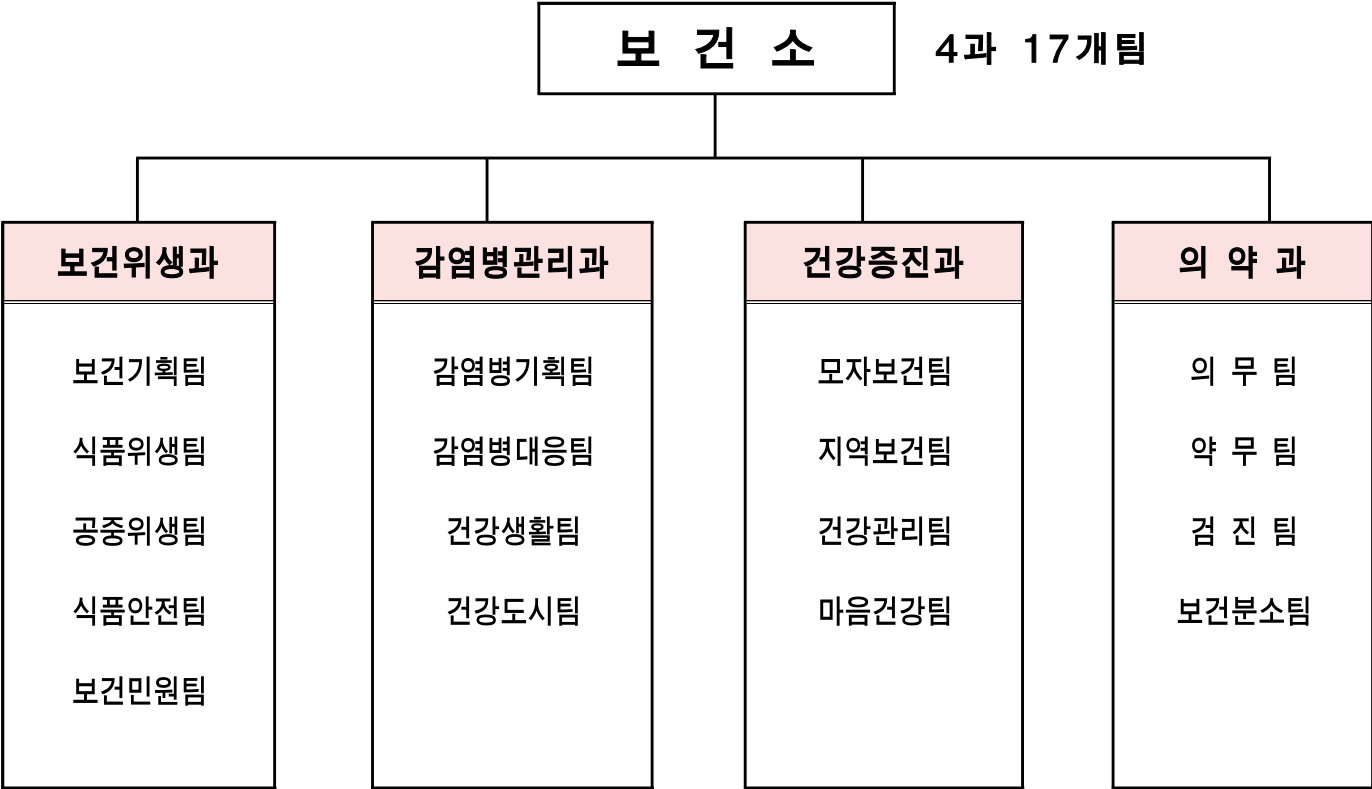 보 건 소
4과 17개팀
보건위생과
보건기획팀
식품위생팀
공중위생팀
식품안전팀
보건민원팀
감염병관리과
감염병기획팀
감염병대응팀
건강생활팀
건강도시팀
건강증진과
모자보건팀
지역보건팀
건강관리팀
마음건강팀
의 약 과
의 무 팀
약 무 팀
검 진 팀
보건분소팀